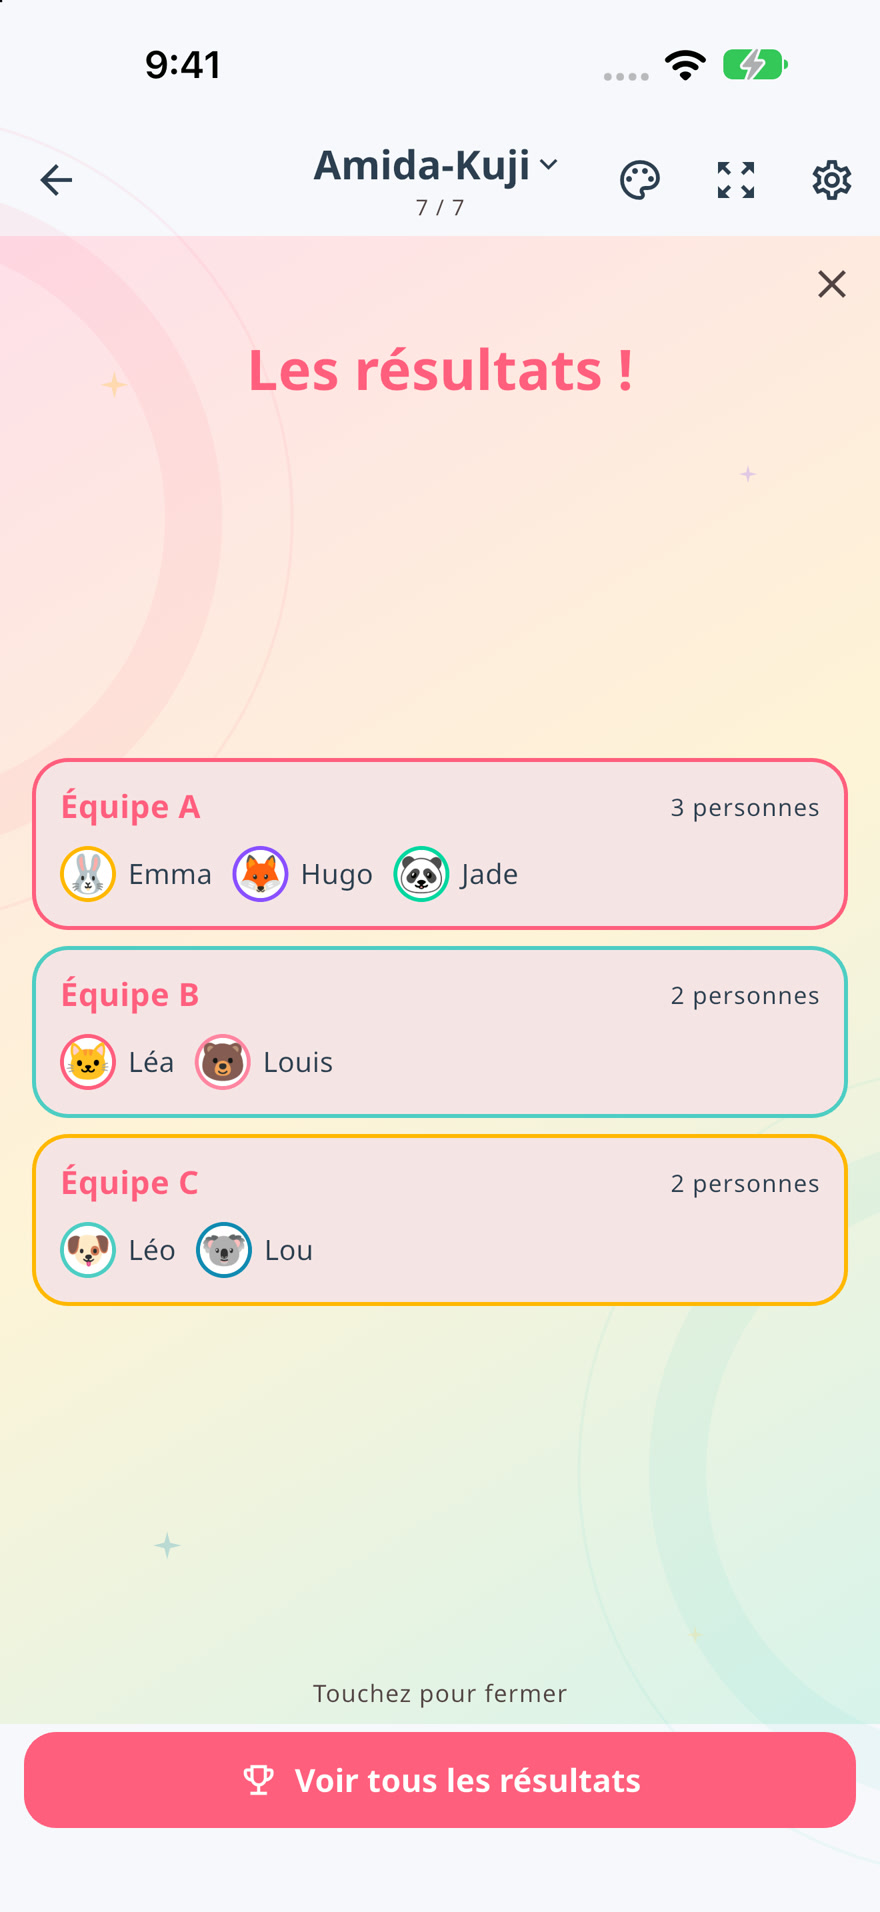 9:41
Amida-Kuji
7 / 7
Les résultats !
Équipe A
3 personnes
Emma Hugo Jade
Équipe B
2 personnes
Léa Louis
Équipe C
2 personnes
Léo Lou
Touchez pour fermer
Voir tous les résultats